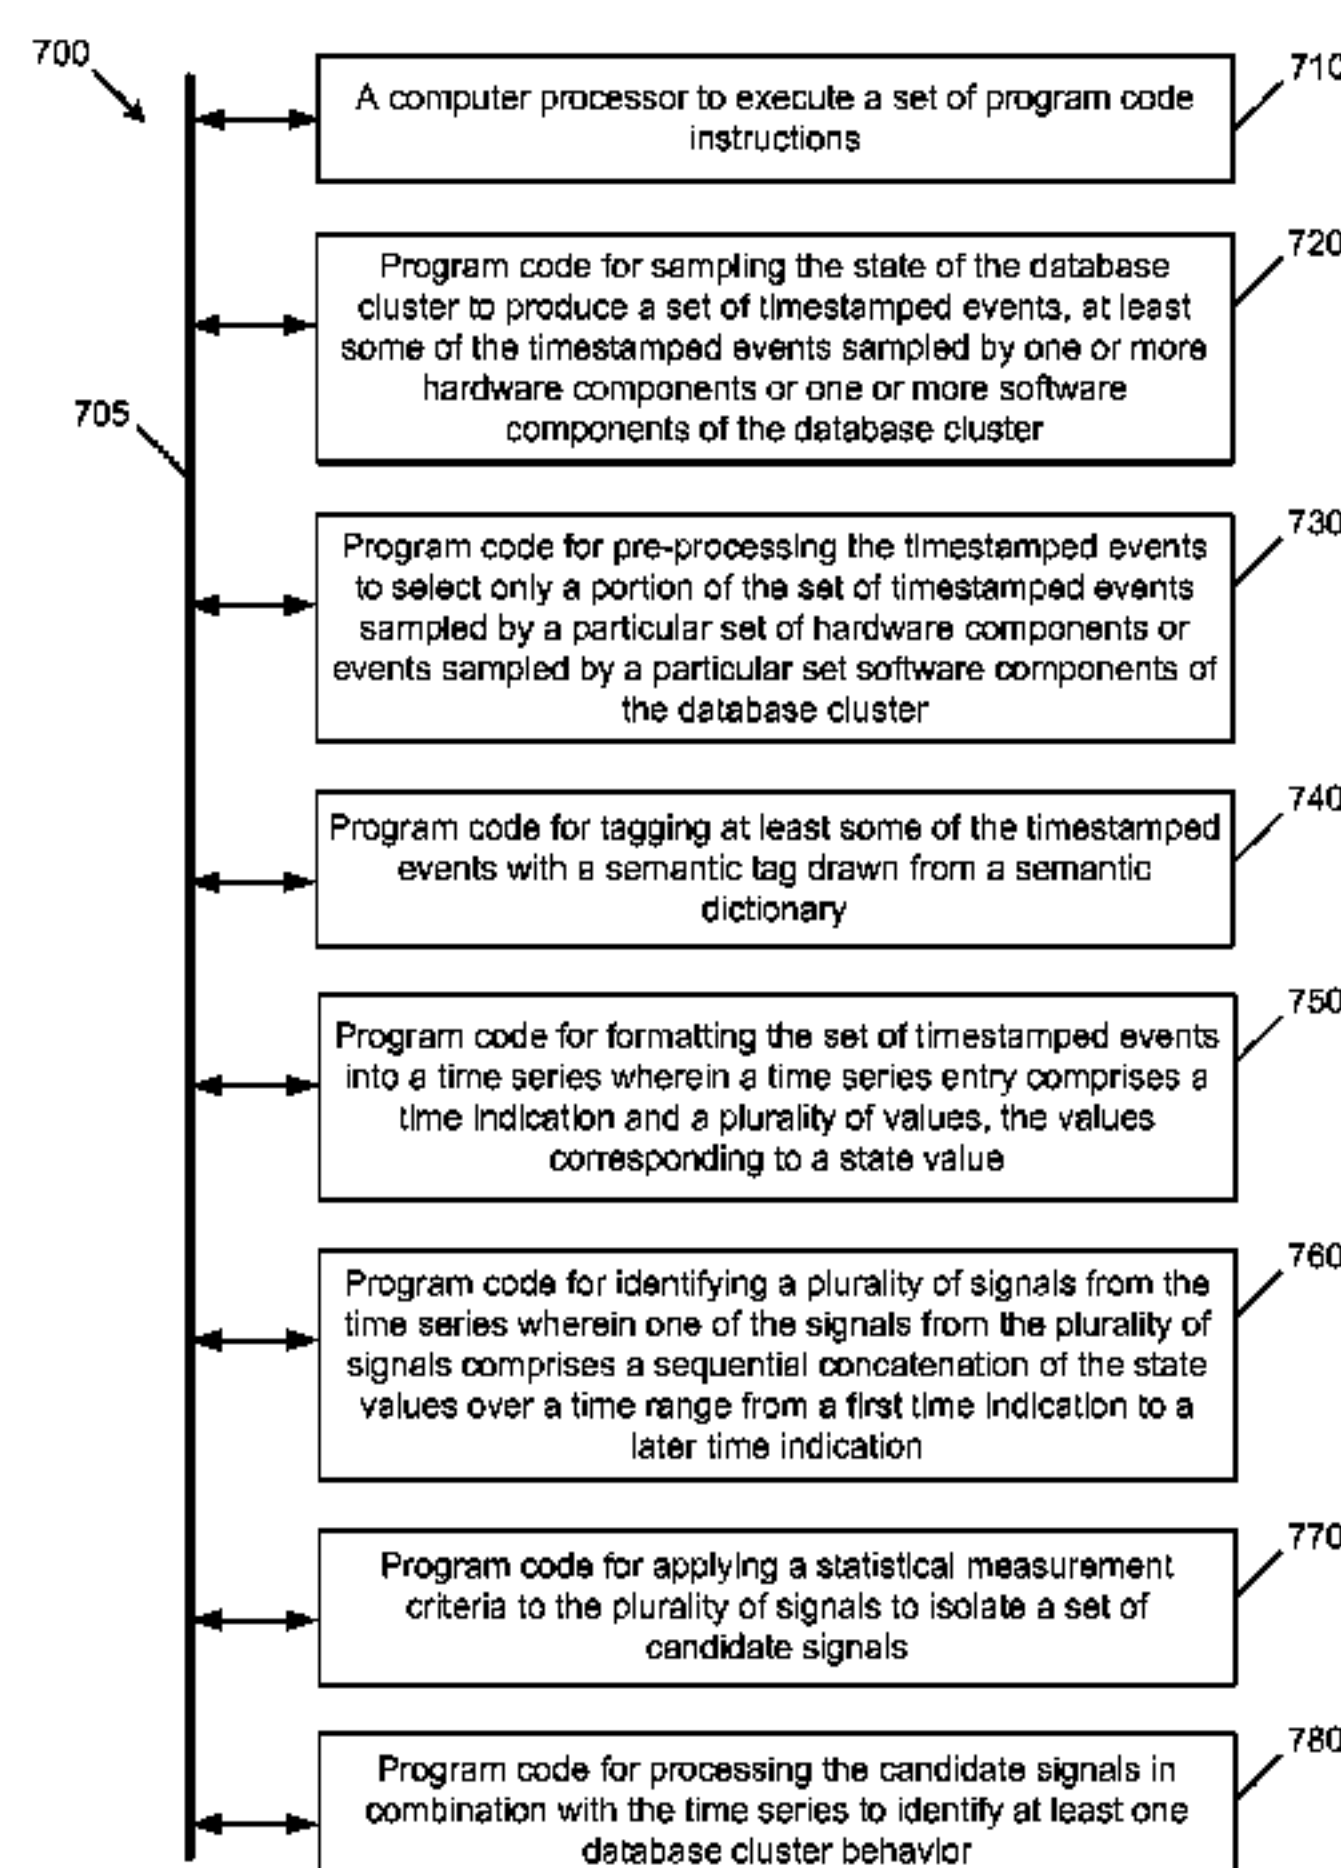 700
710
A computer processor to execute a set of program code
instructions
720
Program code for sampling the state of the database
cluster to produce a set of timestamped events, at least
some of the timestamped events sampled by one or more
hardware components or one or more software
components of the database cluster
705
730
Program code for pre-processing the timestamped events
to select only a portion of the set of timestamped events
sampled by a particular set of hardware components or
events sampled by a particular set software components of
the database cluster
740
Program code for tagging at least some of the timestamped
events with a semantic tag drawn from a semantic
dictionary
750
Program code for formatting the set of timestamped events
into a time series wherein a time series entry comprises a
time indication and a plurality of values, the values
corresponding to a state value
760
Program code for identifying a plurality of signals from the
time series wherein one of the signals from the plurality of
signals comprises a sequential concatenation of the state
values over a time range from a first time indication to a
later time indication
770
Program code for applying a statistical measurement
criteria to the plurality of signals to isolate a set of
candidate signals
780
Program code for processing the candidate signals in
combination with the time series to identify at least one
database cluster behavior